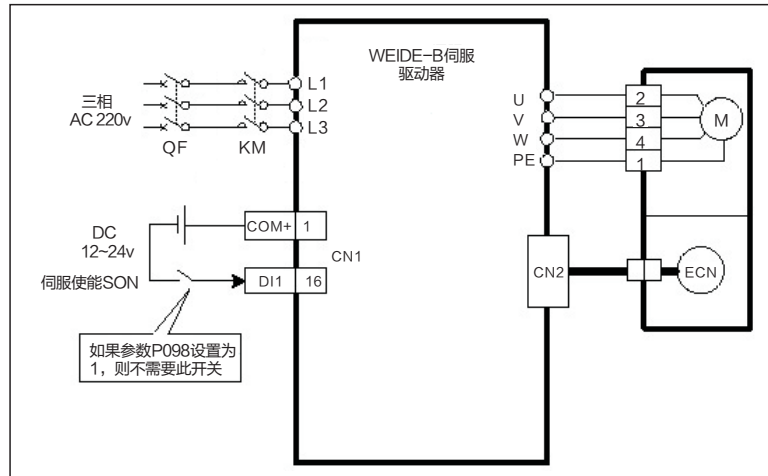 WEIDE-B伺服
驱动器
三相
AC 220v
QF
KM
L1
L2
L3
U
V
W
PE
2
3
4
1
M
DC
12~24v
COM+
1
CN1
伺服使能SON
DI1
16
CN2
ECN
如果参数P098设置为
1，则不需要此开关